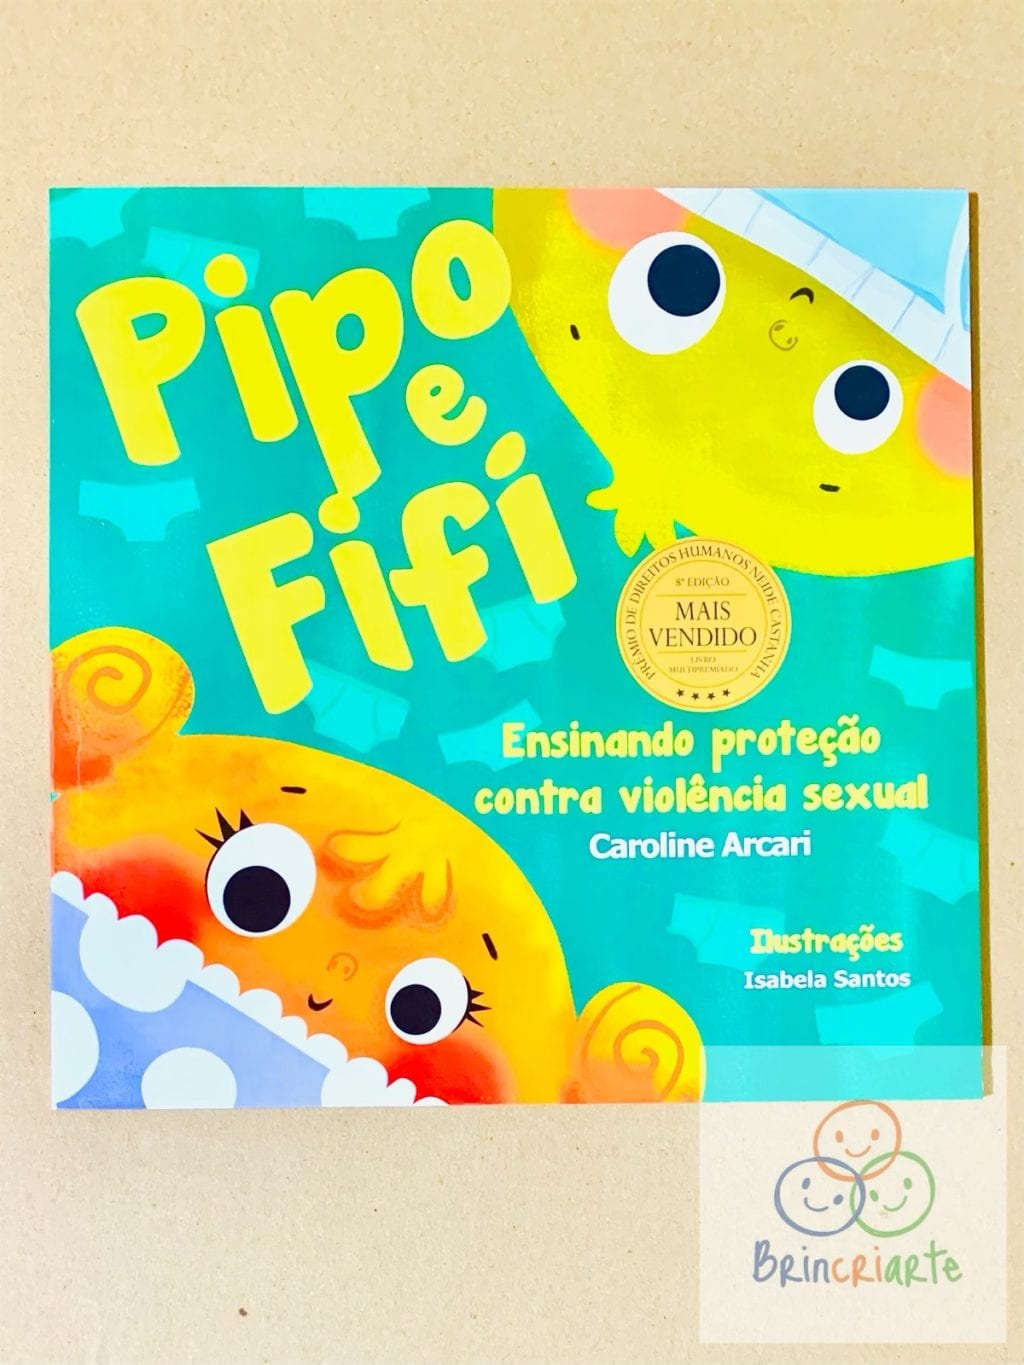 Pipo
e
Fifi
PRÊMIO DE DIREITOS HUMANOS NEIDE CASTANHA
8ª EDIÇÃO
MAIS
VENDIDO
LIVRO
MULTIPREMIADO
Ensinando proteção
contra violência sexual
Caroline Arcari
Ilustrações
Isabela Santos
Brincriarte